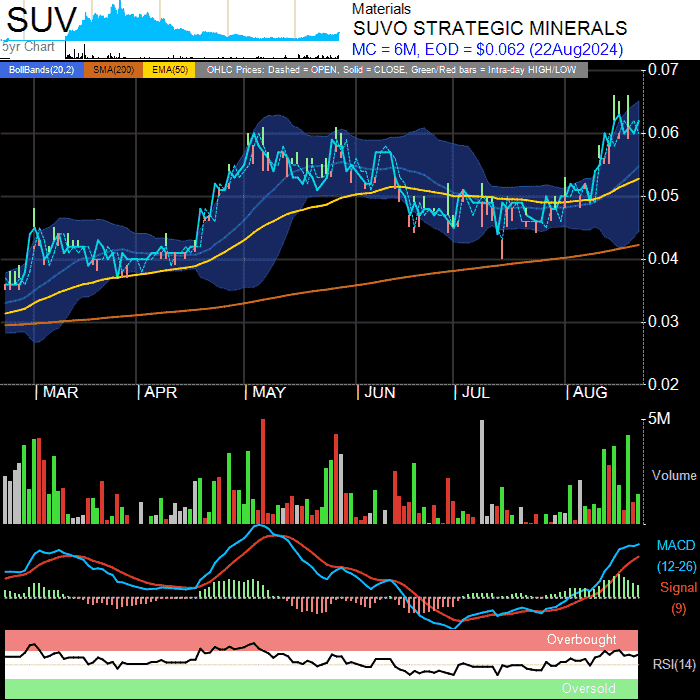 SUV
5yr Chart
Materials
SUVO STRATEGIC MINERALS
MC = 6M, EOD = $0.062 (22Aug2024)
BollBands(20,2) SMA(200) EMA(50) OHLC Prices: Dashed = OPEN, Solid = CLOSE, Green/Red bars = Intra-day HIGH/LOW
0.07
0.06
0.05
0.04
0.03
0.02
MAR APR MAY JUN JUL AUG
5M
Volume
MACD
(12-26)
Signal
(9)
Overbought
RSI(14)
Oversold